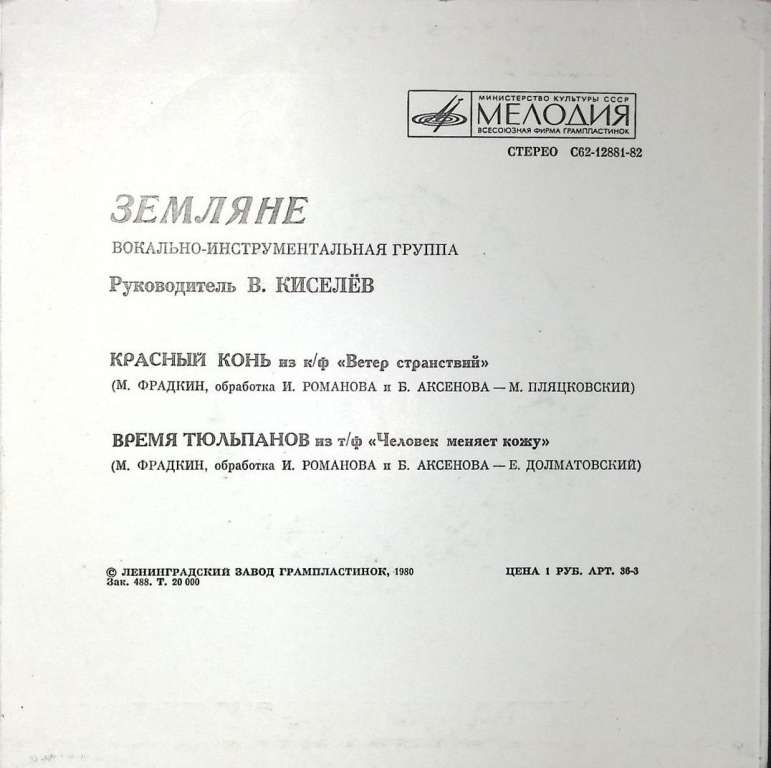 МИНИСТЕРСТВО КУЛЬТУРЫ СССР
МЕЛОДИЯ
ВСЕСОЮЗНАЯ ФИРМА ГРАМПЛАСТИНОК
СТЕРЕО С62-12881-82
ЗЕМЛЯНЕ
ВОКАЛЬНО-ИНСТРУМЕНТАЛЬНАЯ ГРУППА
Руководитель В. КИСЕЛЁВ
КРАСНЫЙ КОНЬ из к/ф «Ветер странствий»
(М. ФРАДКИН, обработка И. РОМАНОВА и Б. АКСЕНОВА — М. ПЛЯЦКОВСКИЙ)
ВРЕМЯ ТЮЛЬПАНОВ из т/ф «Человек меняет кожу»
(М. ФРАДКИН, обработка И. РОМАНОВА и Б. АКСЕНОВА — Е. ДОЛМАТОВСКИЙ)
© ЛЕНИНГРАДСКИЙ ЗАВОД ГРАМПЛАСТИНОК, 1980 ЦЕНА 1 РУБ. АРТ. 36-3
Зак. 488. Т. 20 000